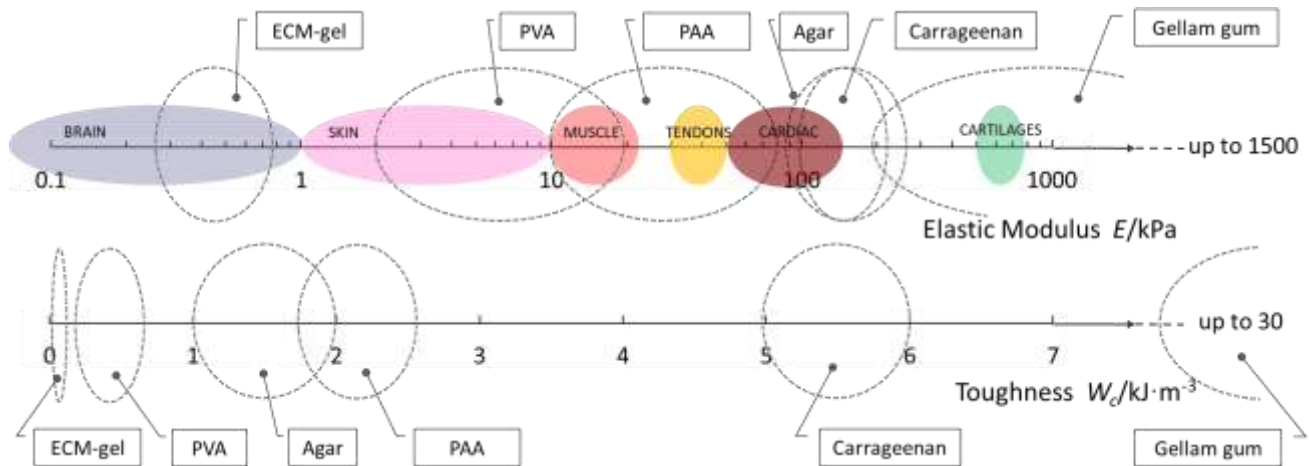 ECM-gel
PVA
PAA
Agar
Carrageenan
Gellam gum
BRAIN
SKIN
MUSCLE
TENDONS
CARDIAC
CARTILAGES
0.1
1
10
100
1000
up to 1500
Elastic Modulus E/kPa
0
1
2
3
4
5
6
7
up to 30
Toughness Wc/kJ·m-3
ECM-gel
PVA
Agar
PAA
Carrageenan
Gellam gum